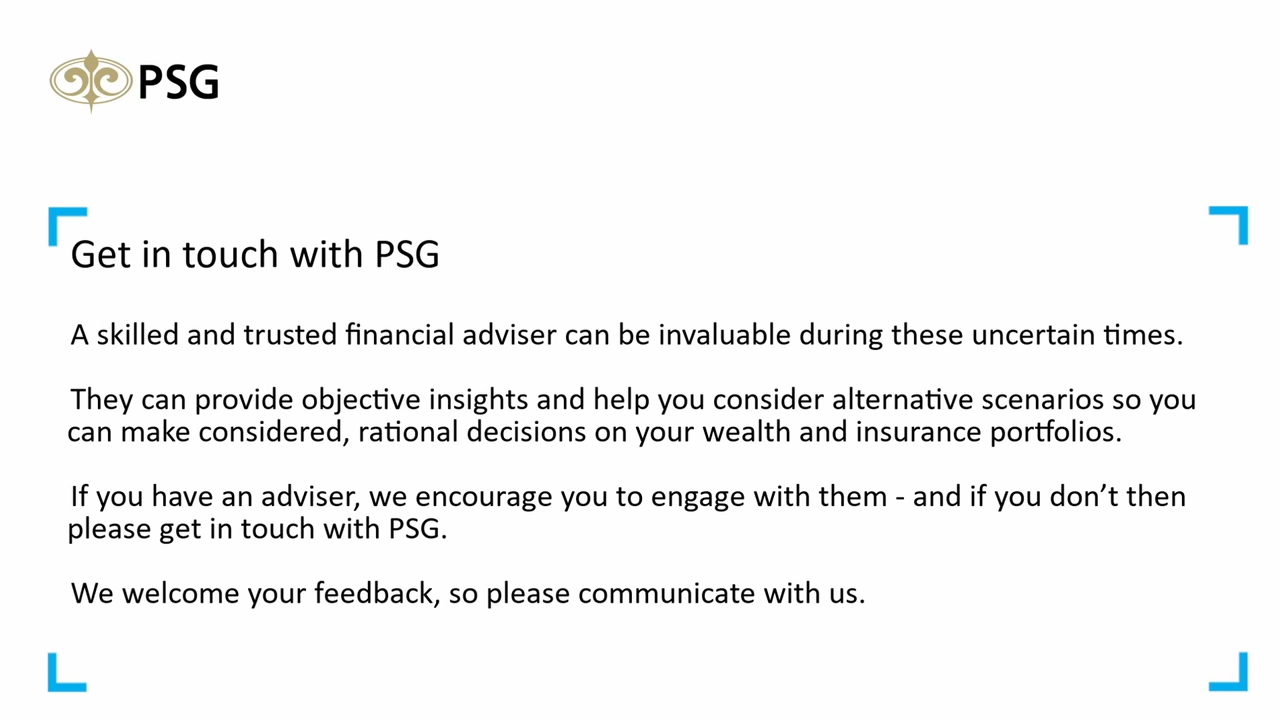 PSG
Get in touch with PSG
A skilled and trusted financial adviser can be invaluable during these uncertain times.
They can provide objective insights and help you consider alternative scenarios so you
can make considered, rational decisions on your wealth and insurance portfolios.
If you have an adviser, we encourage you to engage with them - and if you don’t then
please get in touch with PSG.
We welcome your feedback, so please communicate with us.